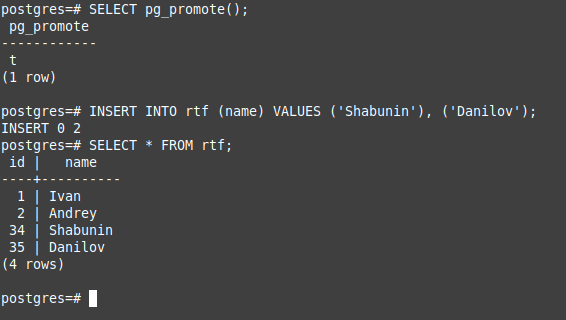 postgres=# SELECT pg_promote();
 pg_promote
------------
 t
(1 row)

postgres=# INSERT INTO rtf (name) VALUES ('Shabunin'), ('Danilov');
INSERT 0 2
postgres=# SELECT * FROM rtf;
 id |   name
----+----------
  1 | Ivan
  2 | Andrey
 34 | Shabunin
 35 | Danilov
(4 rows)

postgres=#